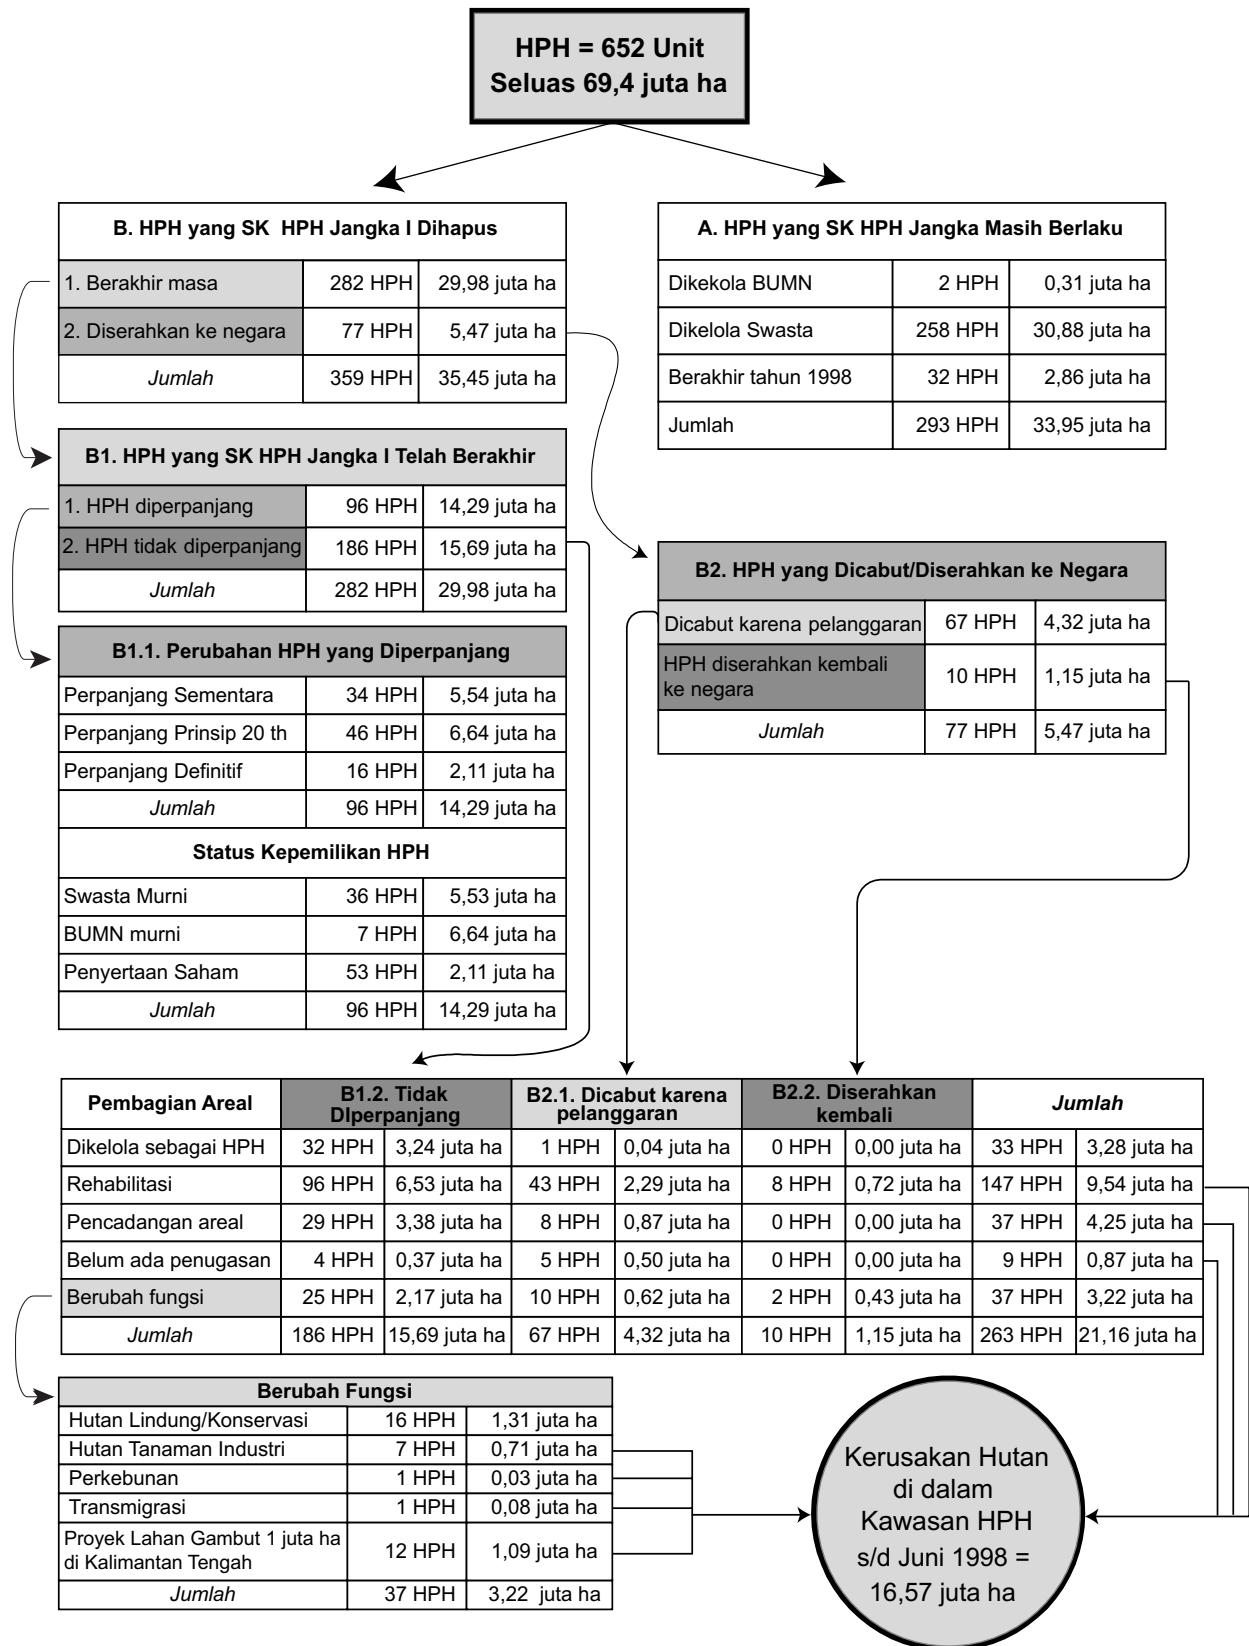 HPH = 652 Unit
Seluas 69,4 juta ha
B. HPH yang SK HPH Jangka I Dihapus
1. Berakhir masa 282 HPH 29,98 juta ha
2. Diserahkan ke negara 77 HPH 5,47 juta ha
Jumlah 359 HPH 35,45 juta ha
A. HPH yang SK HPH Jangka Masih Berlaku
Dikekola BUMN 2 HPH 0,31 juta ha
Dikelola Swasta 258 HPH 30,88 juta ha
Berakhir tahun 1998 32 HPH 2,86 juta ha
Jumlah 293 HPH 33,95 juta ha
B1. HPH yang SK HPH Jangka I Telah Berakhir
1. HPH diperpanjang 96 HPH 14,29 juta ha
2. HPH tidak diperpanjang 186 HPH 15,69 juta ha
Jumlah 282 HPH 29,98 juta ha
B2. HPH yang Dicabut/Diserahkan ke Negara
Dicabut karena pelanggaran 67 HPH 4,32 juta ha
HPH diserahkan kembali
ke negara 10 HPH 1,15 juta ha
Jumlah 77 HPH 5,47 juta ha
B1.1. Perubahan HPH yang Diperpanjang
Perpanjang Sementara 34 HPH 5,54 juta ha
Perpanjang Prinsip 20 th 46 HPH 6,64 juta ha
Perpanjang Definitif 16 HPH 2,11 juta ha
Jumlah 96 HPH 14,29 juta ha
Status Kepemilikan HPH
Swasta Murni 36 HPH 5,53 juta ha
BUMN murni 7 HPH 6,64 juta ha
Penyertaan Saham 53 HPH 2,11 juta ha
Jumlah 96 HPH 14,29 juta ha
Pembagian Areal
B1.2. Tidak
DIperpanjang
B2.1. Dicabut karena
pelanggaran
B2.2. Diserahkan
kembali
Jumlah
Dikelola sebagai HPH 32 HPH 3,24 juta ha 1 HPH 0,04 juta ha 0 HPH 0,00 juta ha 33 HPH 3,28 juta ha
Rehabilitasi 96 HPH 6,53 juta ha 43 HPH 2,29 juta ha 8 HPH 0,72 juta ha 147 HPH 9,54 juta ha
Pencadangan areal 29 HPH 3,38 juta ha 8 HPH 0,87 juta ha 0 HPH 0,00 juta ha 37 HPH 4,25 juta ha
Belum ada penugasan 4 HPH 0,37 juta ha 5 HPH 0,50 juta ha 0 HPH 0,00 juta ha 9 HPH 0,87 juta ha
Berubah fungsi 25 HPH 2,17 juta ha 10 HPH 0,62 juta ha 2 HPH 0,43 juta ha 37 HPH 3,22 juta ha
Jumlah 186 HPH 15,69 juta ha 67 HPH 4,32 juta ha 10 HPH 1,15 juta ha 263 HPH 21,16 juta ha
Berubah Fungsi
Hutan Lindung/Konservasi 16 HPH 1,31 juta ha
Hutan Tanaman Industri 7 HPH 0,71 juta ha
Perkebunan 1 HPH 0,03 juta ha
Transmigrasi 1 HPH 0,08 juta ha
Proyek Lahan Gambut 1 juta ha
di Kalimantan Tengah 12 HPH 1,09 juta ha
Jumlah 37 HPH 3,22 juta ha
Kerusakan Hutan
di dalam
Kawasan HPH
s/d Juni 1998 =
16,57 juta ha